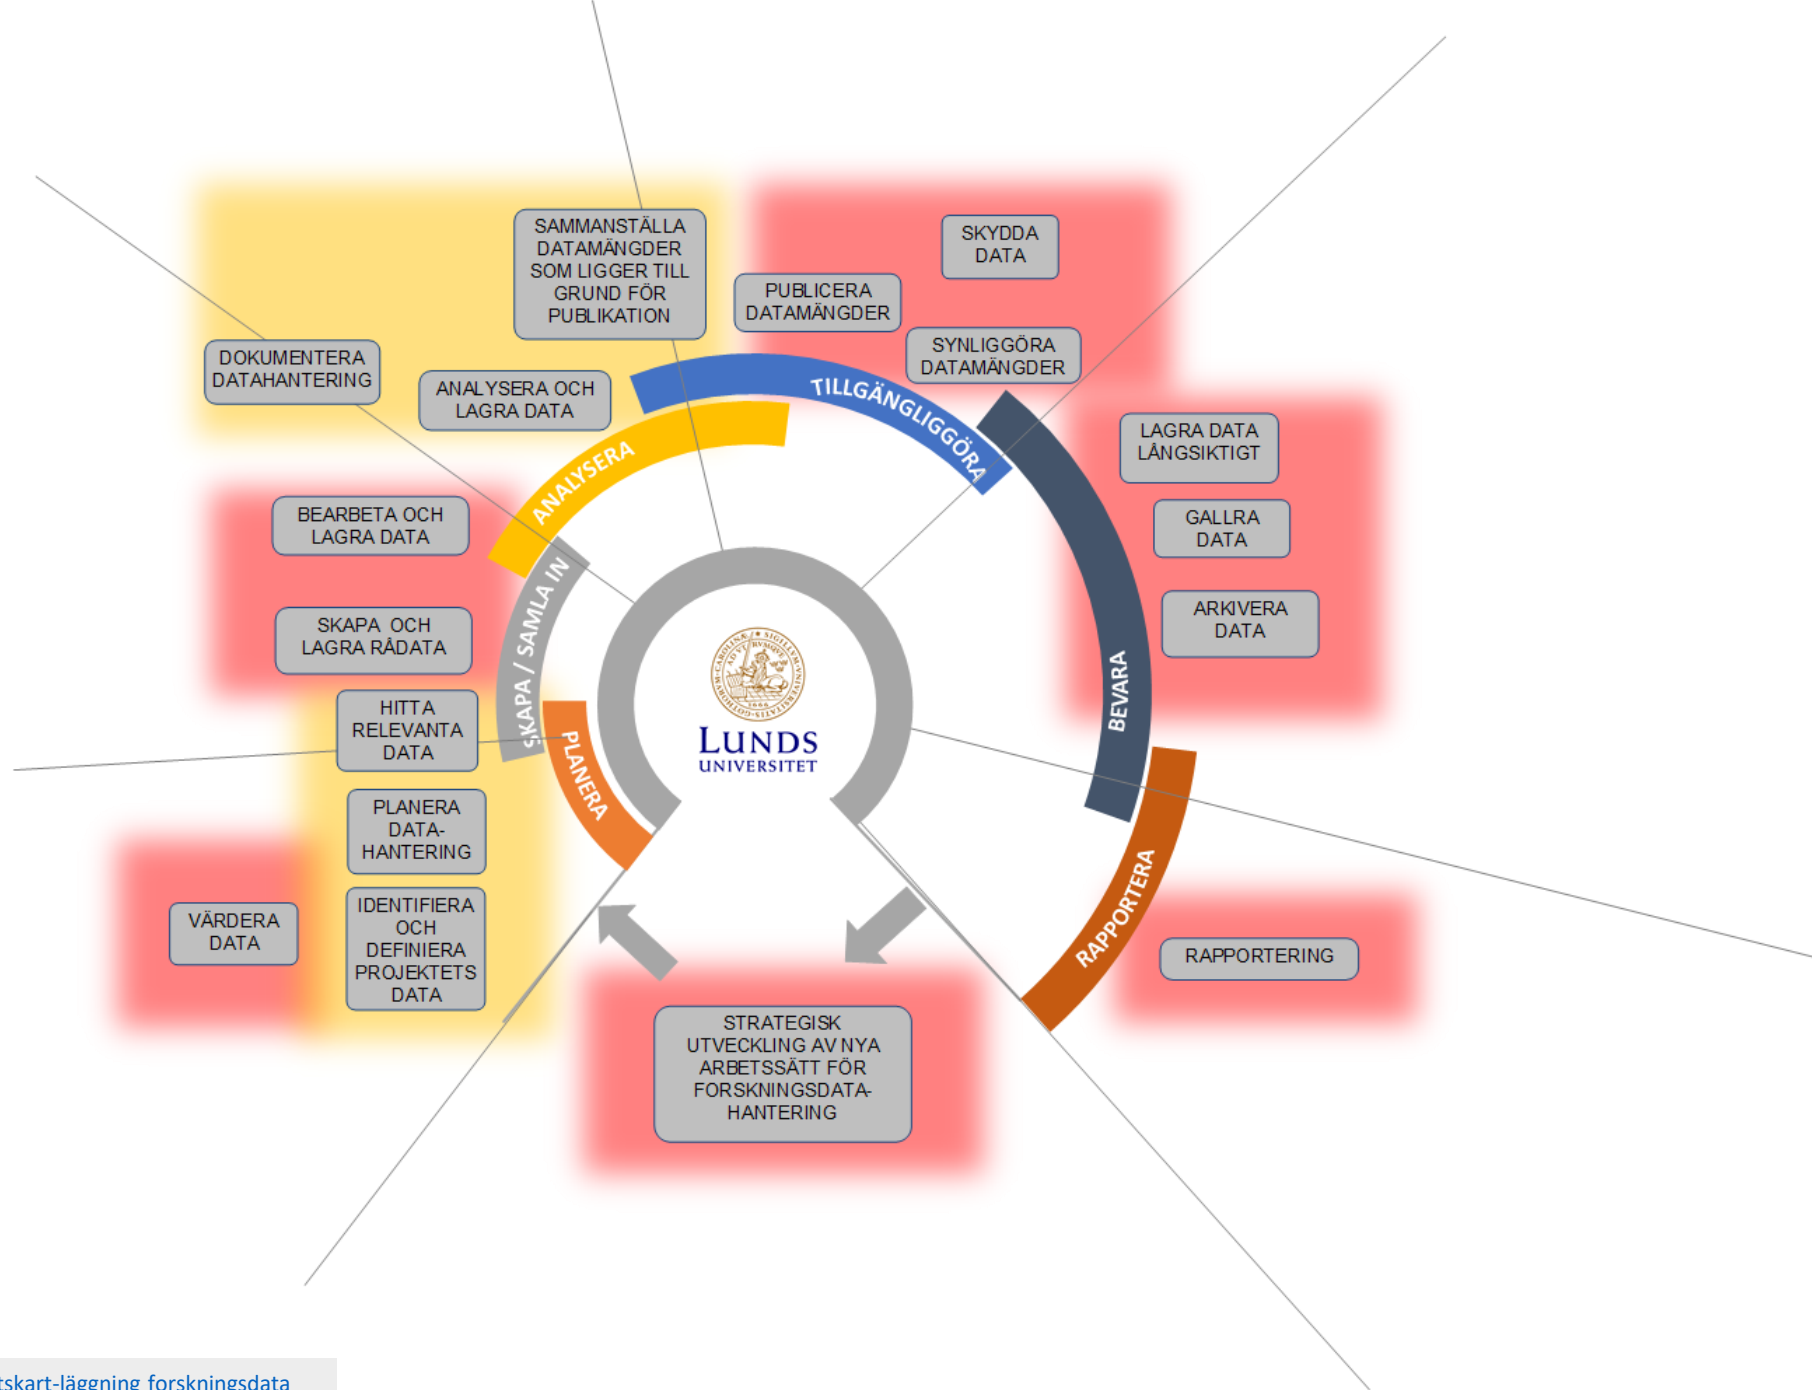 SAMMANSTÄLLA
DATAMÄNGDER
SOM LIGGER TILL
GRUND FÖR
PUBLIKATION
SKYDDA
DATA
PUBLICERA
DATAMÄNGDER
SYNLIGGÖRA
DATAMÄNGDER
DOKUMENTERA
DATAHANTERING
ANALYSERA OCH
LAGRA DATA
TILLGÄNGLIGGÖRA
ANALYSERA
LAGRA DATA
LÅNGSIKTIGT
BEARBETA OCH
LAGRA DATA
GALLRA
DATA
SKAPA / SAMLA IN
SKAPA OCH
LAGRA RÅDATA
ARKIVERA
DATA
BEVARA
HITTA
RELEVANTA
DATA
PLANERA
LUNDS
UNIVERSITET
PLANERA
DATA-
HANTERING
RAPPORTERA
VÄRDERA
DATA
IDENTIFIERA
OCH
DEFINIERA
PROJEKTETS
DATA
RAPPORTERING
STRATEGISK
UTVECKLING AV NYA
ARBETSSÄTT FÖR
FORSKNINGSDATA-
HANTERING
tskart-läggning forskningsdata